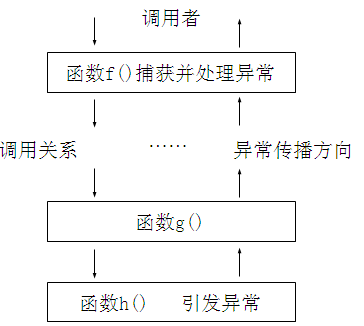 调用者
函数f()捕获并处理异常
调用关系 …… 异常传播方向
函数g()
函数h() 引发异常